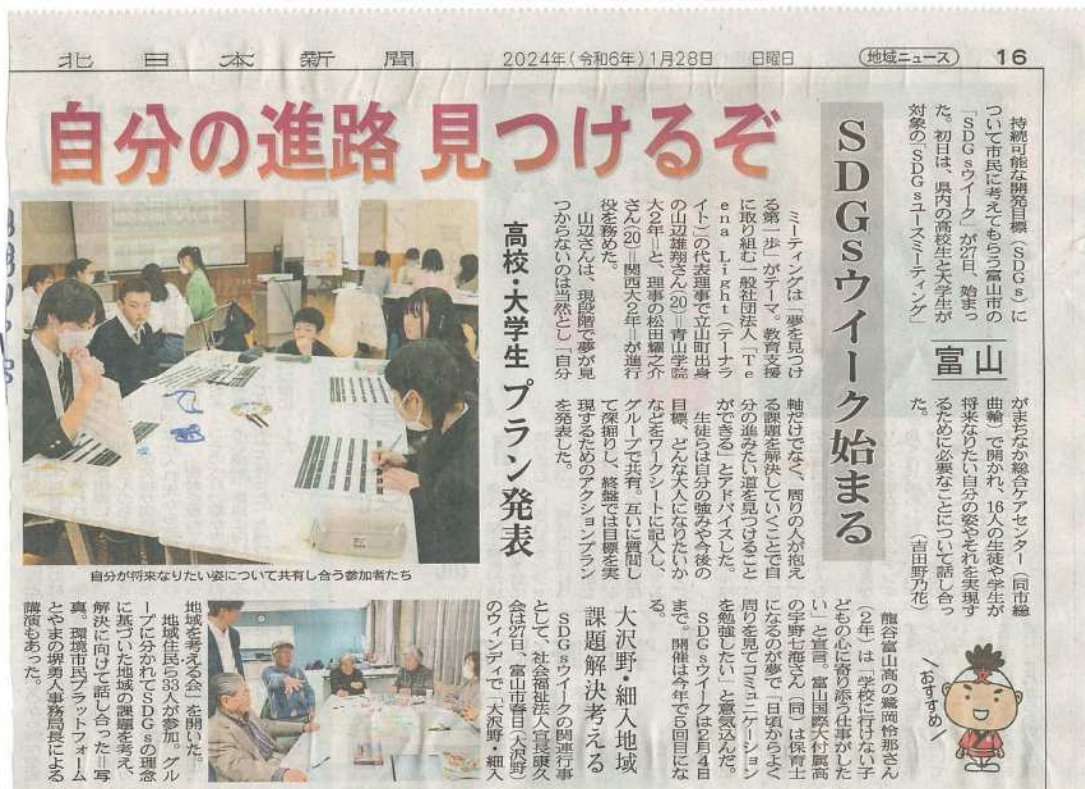 北日本新聞
2024年(令和6年)1月28日 日曜日
地域ニュース
16
自分の進路 見つけるぞ
SDGsウイーク始まる
富山
高校・大学生 プラン発表
持続可能な開発目標(SDGs)に
ついて市民に考えてもらう富山市の
「SDGsウイーク」が27日、始まっ
た。初日は、県内の高校生と大学生が
対象の「SDGsユースミーティング」
がまちなか総合ケアセンター(同市総
曲輪)で開かれ、16人の生徒や学生が
将来なりたい自分の姿やそれを実現す
るために必要なことについて話し合っ
た。
(吉田野乃花)
ミーティングは「夢を見つけ
る第一歩」がテーマ。教育支援
に取り組む一般社団法人「Te
ena Light(テーナラ
イト)の代表理事で立山町出身
の山辺雄翔さん(20)=青山学院
大2年=と、理事の松田耀之介
さん(20)=関西大2年=が進行
役を務めた。
山辺さんは、現段階で夢が見
つからないのは当然とし「自分
軸だけでなく、周りの人が抱え
る課題を解決していくことで自
分の進みたい道を見つけること
ができる」とアドバイスした。
生徒らは自分の強みや今後の
目標、どんな大人になりたいか
などをワークシートに記入し、
グループで共有。互いに質問し
て深掘りし、終盤では目標を実
現するためのアクションプラン
を発表した。
龍谷富山高の鷲岡怜那さん
(2年)は「学校に行けない子
どもの心に寄り添う仕事がした
い」と宣言。富山国際大付属高
の宇野七海さん(同)は保育士
になるのが夢で「日頃からよく
周りを見てコミュニケーション
を勉強したい」と意気込んだ。
SDGsウイークは2月4日
まで。開催は今年で5回目にな
る。
おすすめ
自分が将来なりたい姿について共有し合う参加者たち
大沢野・細入地域
課題解決考える
SDGsウイークの関連行事
として、社会福祉法人宣長康久
会は27日、富山市春日(大沢野)
のウィンディで「大沢野・細入
地域を考える会」を開いた。
地域住民ら33人が参加。グル
ープに分かれてSDGsの理念
に基づいた地域の課題を考え、
解決に向けて話し合った=写
真。環境市民プラットフォーム
とやまの堺勇人事務局長による
講演もあった。